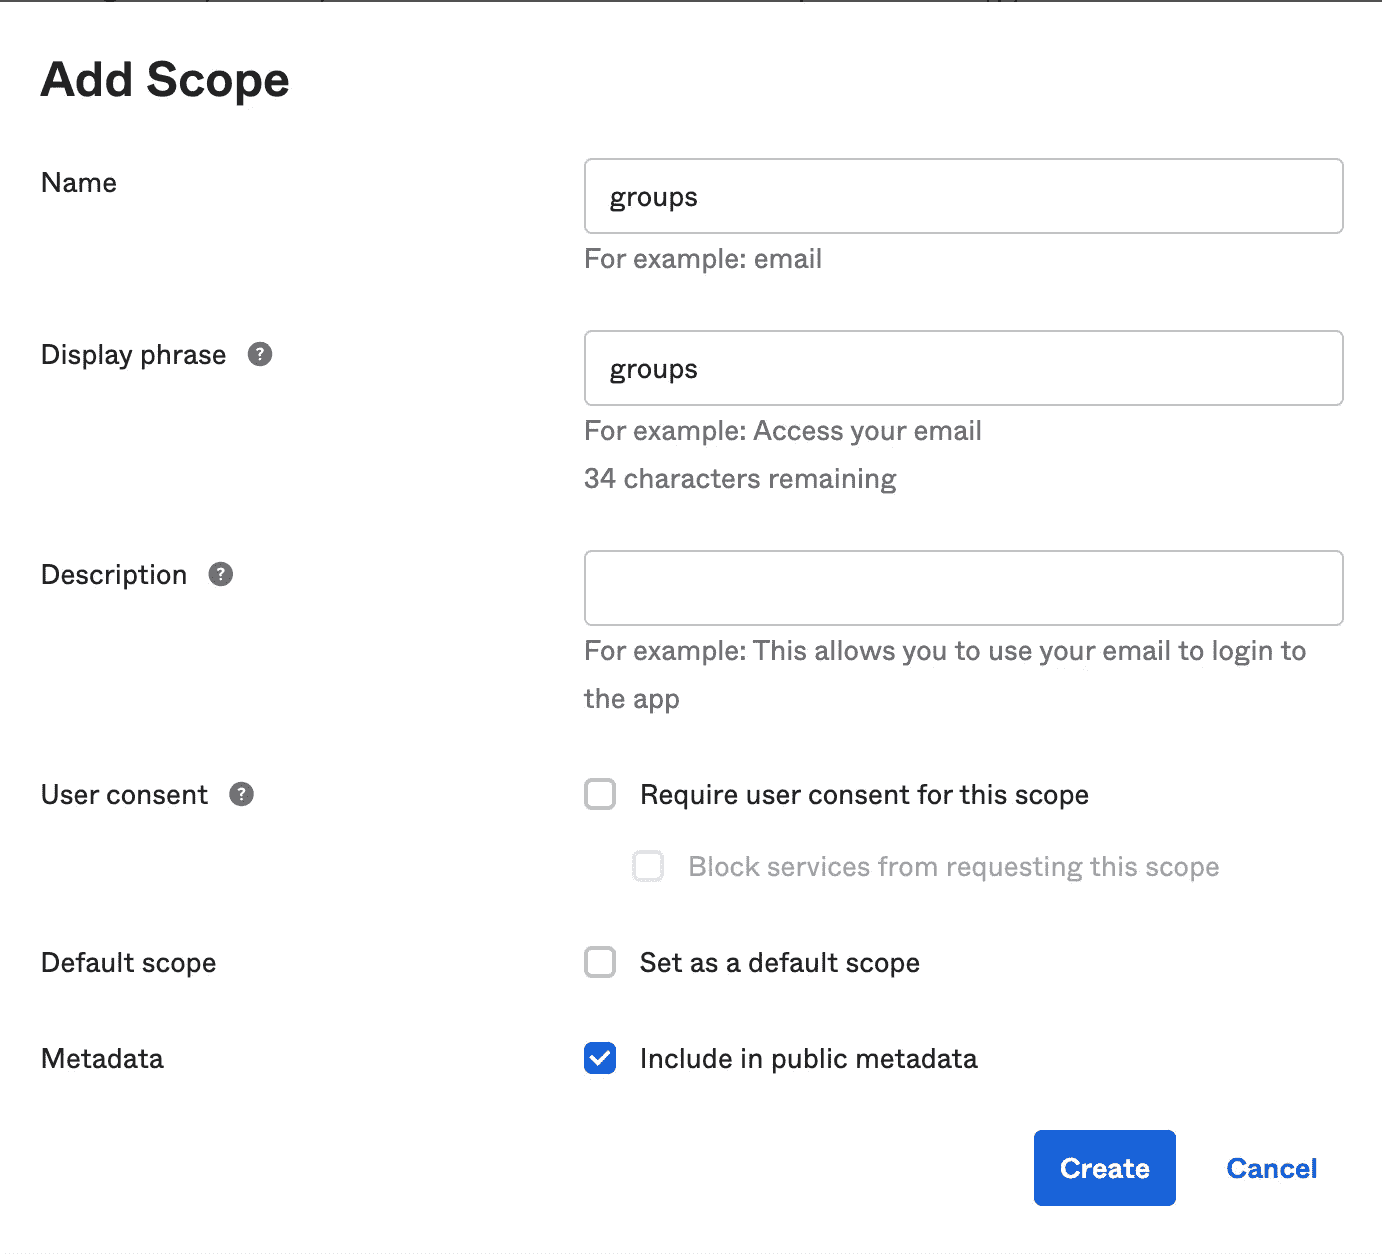 Add Scope
Name
groups
For example: email
Display phrase ?
groups
For example: Access your email
34 characters remaining
Description ?
For example: This allows you to use your email to login to
the app
User consent ?
Require user consent for this scope
Block services from requesting this scope
Default scope
Set as a default scope
Metadata
Include in public metadata
Create
Cancel